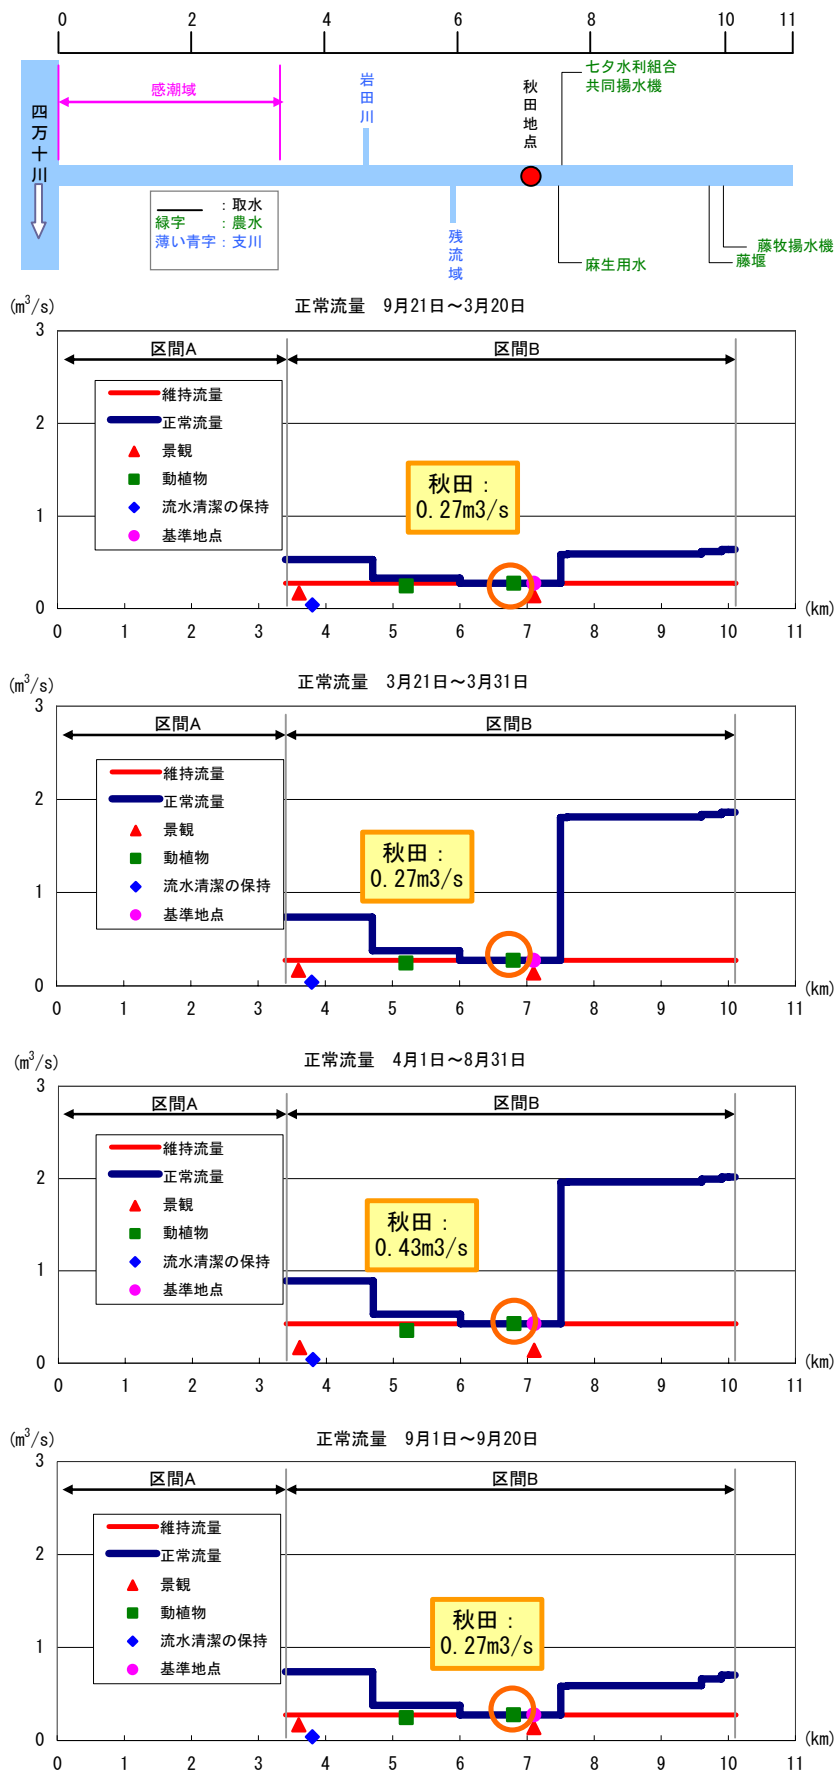 0 2 4 6 8 10 11
感潮域
四万十川
岩田川
秋田地点
七夕水利組合
共同揚水機
：取水
緑字 ：農水
薄い青字：支川
残流域
麻生用水
藤牧揚水機
藤堰
(m³/s)
正常流量 9月21日～3月20日
3
区間A 区間B
維持流量
正常流量
2
景観
動植物
秋田：
流水清潔の保持
0.27m3/s
1
基準地点
0
0 1 2 3 4 5 6 7 8 9 10 11
(km)
(m³/s)
正常流量 3月21日～3月31日
3
区間A 区間B
維持流量
正常流量
2
景観
動植物
秋田：
0.27m3/s
流水清潔の保持
1
基準地点
0
0 1 2 3 4 5 6 7 8 9 10 11
(km)
(m³/s)
正常流量 4月1日～8月31日
3
区間A 区間B
維持流量
正常流量
2
景観
秋田：
動植物
0.43m3/s
流水清潔の保持
1
基準地点
0
0 1 2 3 4 5 6 7 8 9 10 11
(km)
(m³/s)
正常流量 9月1日～9月20日
3
区間A 区間B
維持流量
正常流量
2
景観
動植物
秋田：
流水清潔の保持
0.27m3/s
1
基準地点
0
0 1 2 3 4 5 6 7 8 9 10 11
(km)